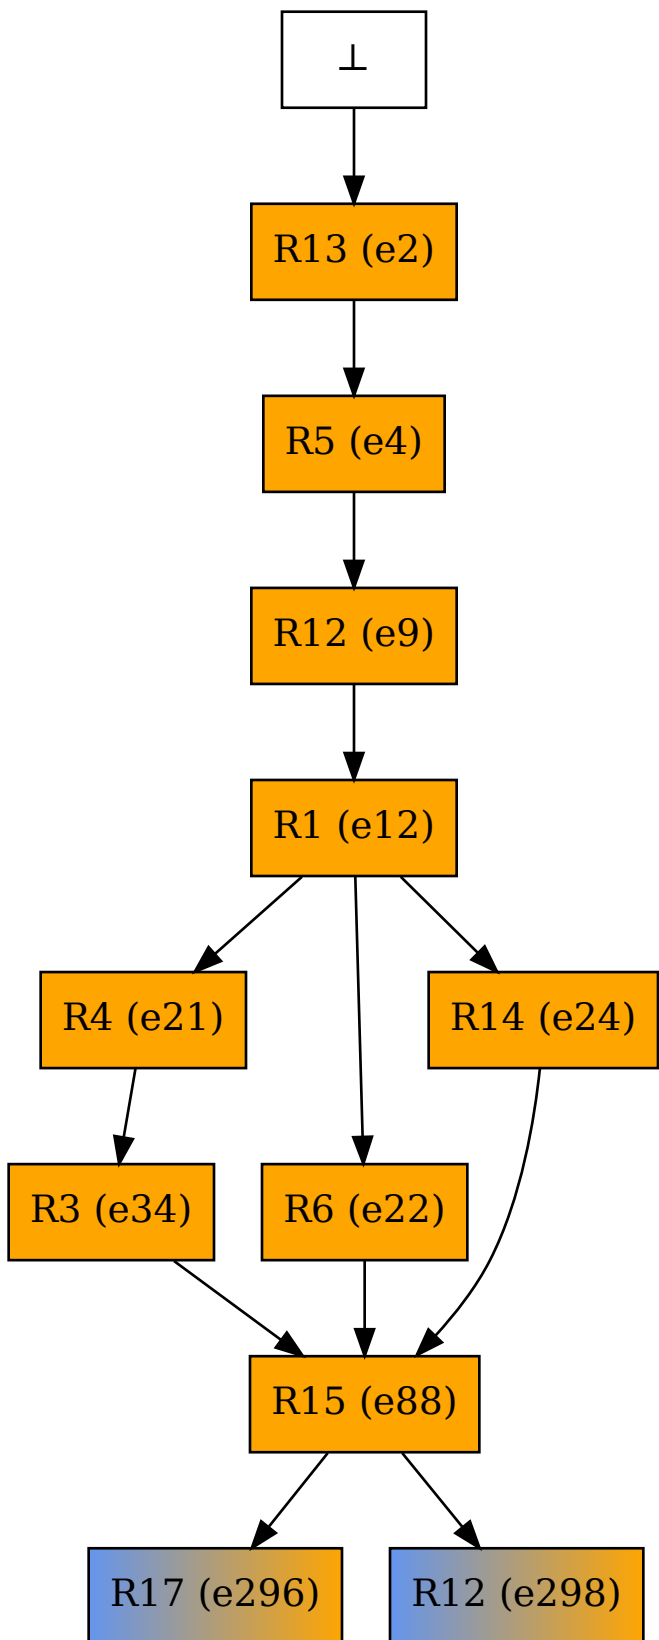 ⊥
R13 (e2)
R5 (e4)
R12 (e9)
R1 (e12)
R4 (e21)
R14 (e24)
R3 (e34)
R6 (e22)
R15 (e88)
R17 (e296)
R12 (e298)